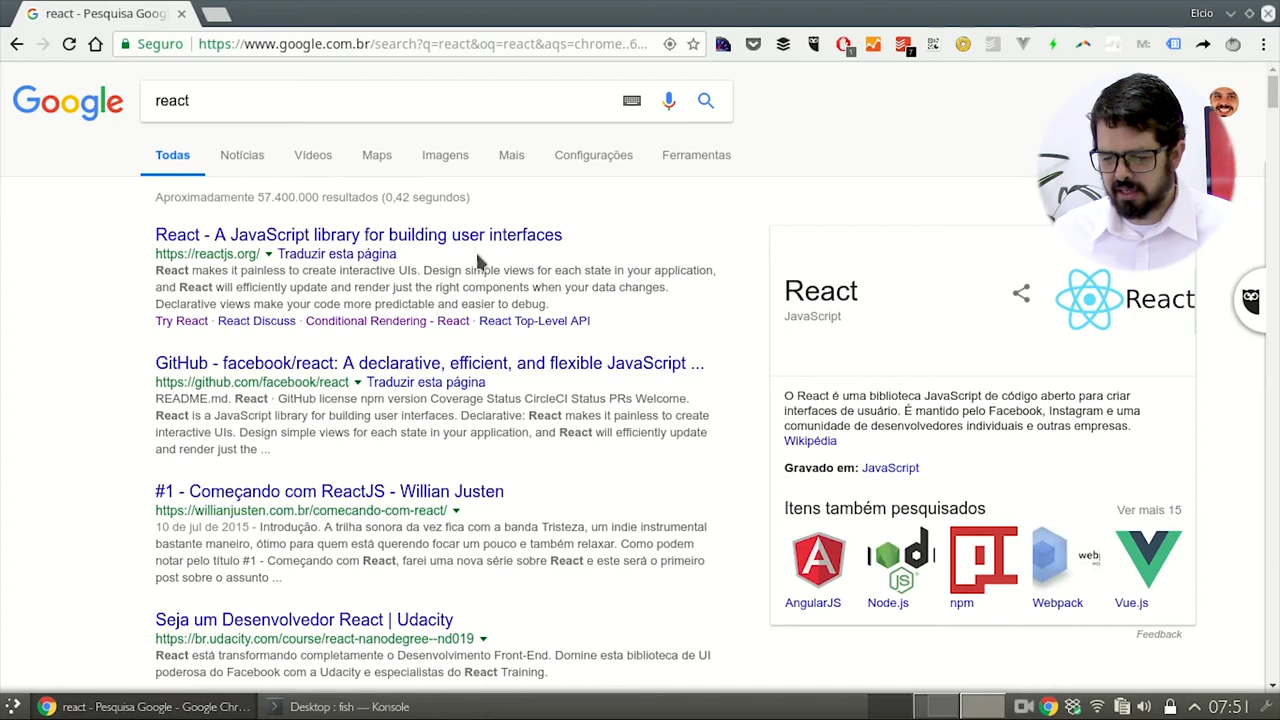 react - Pesquisa Goog
Elcio
Seguro
https://www.google.com.br/search?q=react&oq=react&aqs=chrome..6...
1
7
Google
react
Todas
Notícias
Vídeos
Maps
Imagens
Mais
Configurações
Ferramentas
Aproximadamente 57.400.000 resultados (0,42 segundos)
React - A JavaScript library for building user interfaces
https://reactjs.org/ Traduzir esta página
React makes it painless to create interactive UIs. Design simple views for each state in your application,
and React will efficiently update and render just the right components when your data changes.
Declarative views make your code more predictable and easier to debug.
Try React · React Discuss · Conditional Rendering - React · React Top-Level API
GitHub - facebook/react: A declarative, efficient, and flexible JavaScript ...
https://github.com/facebook/react Traduzir esta página
README.md. React · GitHub license npm version Coverage Status CircleCI Status PRs Welcome.
React is a JavaScript library for building user interfaces. Declarative: React makes it painless to create
interactive UIs. Design simple views for each state in your application, and React will efficiently update
and render just the ...
#1 - Começando com ReactJS - Willian Justen
https://willianjusten.com.br/comecando-com-react/
10 de jul de 2015 - Introdução. A trilha sonora da vez fica com a banda Tristeza, um indie instrumental
bastante maneiro, ótimo para quem está querendo focar um pouco e também relaxar. Como podem
notar pelo título #1 - Começando com React, farei uma nova série sobre React e este será o primeiro
post sobre o assunto ...
Seja um Desenvolvedor React | Udacity
https://br.udacity.com/course/react-nanodegree--nd019
React está transformando completamente o Desenvolvimento Front-End. Domine esta biblioteca de UI
poderosa do Facebook com a Udacity e especialistas do React Training.
React
JavaScript
React
O React é uma biblioteca JavaScript de código aberto para criar
interfaces de usuário. É mantido pelo Facebook, Instagram e uma
comunidade de desenvolvedores individuais e outras empresas.
Wikipédia
Gravado em: JavaScript
Itens também pesquisados
Ver mais 15
AngularJS
Node.js
npm
Webpack
Vue.js
Feedback
react - Pesquisa Google - Google Chr...
Desktop : fish — Konsole
07:51